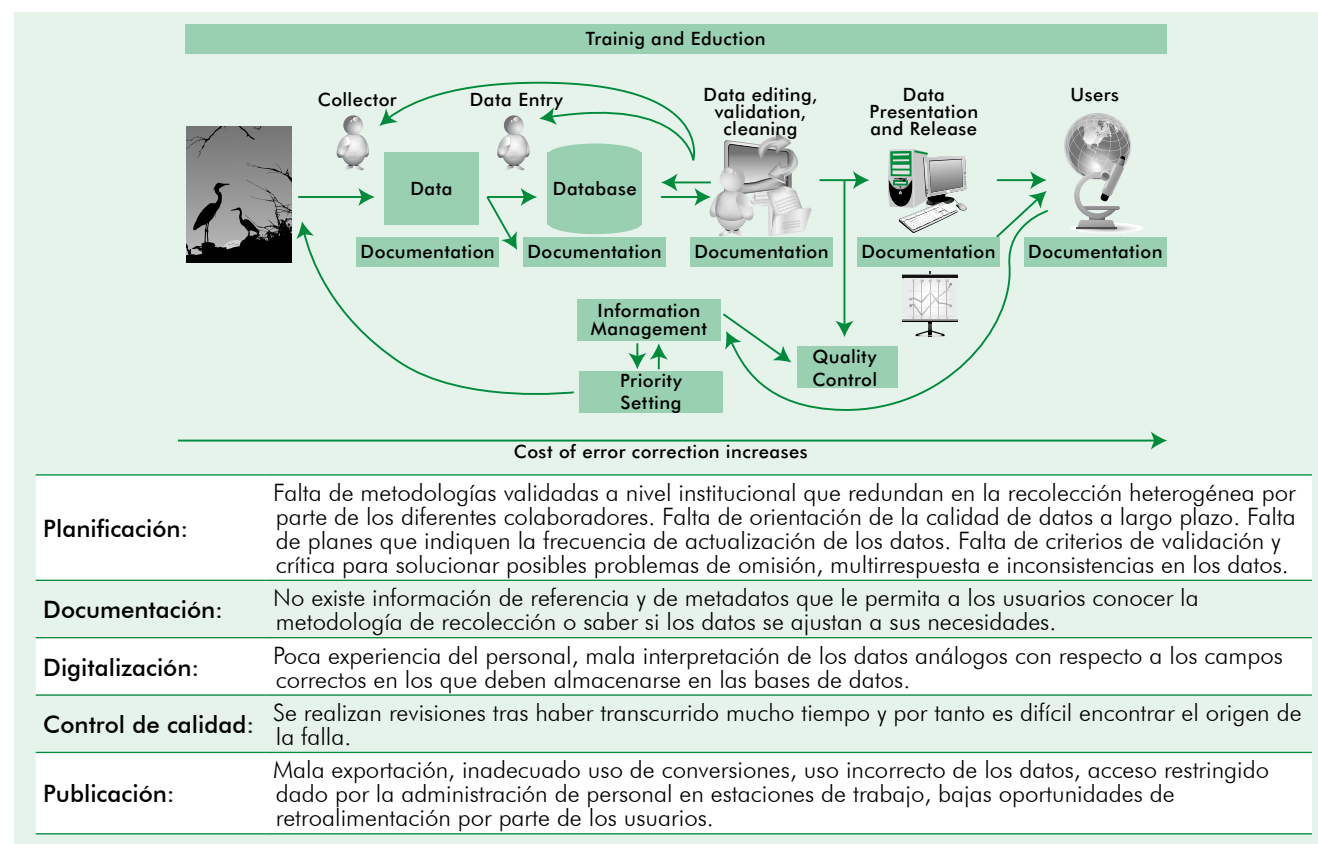 Trainig and Eduction
Collector
Data Entry
Data editing,
validation,
cleaning
Data
Presentation
and Release
Users
Data
Database
Documentation
Documentation
Documentation
Documentation
Documentation
Information
Management
Priority
Setting
Quality
Control
Cost of error correction increases
Planificación:
Falta de metodologías validadas a nivel institucional que redundan en la recolección heterogénea por
parte de los diferentes colaboradores. Falta de orientación de la calidad de datos a largo plazo. Falta
de planes que indiquen la frecuencia de actualización de los datos. Falta de criterios de validación y
crítica para solucionar posibles problemas de omisión, multirrespuesta e inconsistencias en los datos.
Documentación:
No existe información de referencia y de metadatos que le permita a los usuarios conocer la
metodología de recolección o saber si los datos se ajustan a sus necesidades.
Digitalización:
Poca experiencia del personal, mala interpretación de los datos análogos con respecto a los campos
correctos en los que deben almacenarse en las bases de datos.
Control de calidad:
Se realizan revisiones tras haber transcurrido mucho tiempo y por tanto es difícil encontrar el origen de
la falla.
Publicación:
Mala exportación, inadecuado uso de conversiones, uso incorrecto de los datos, acceso restringido
dado por la administración de personal en estaciones de trabajo, bajas oportunidades de
retroalimentación por parte de los usuarios.